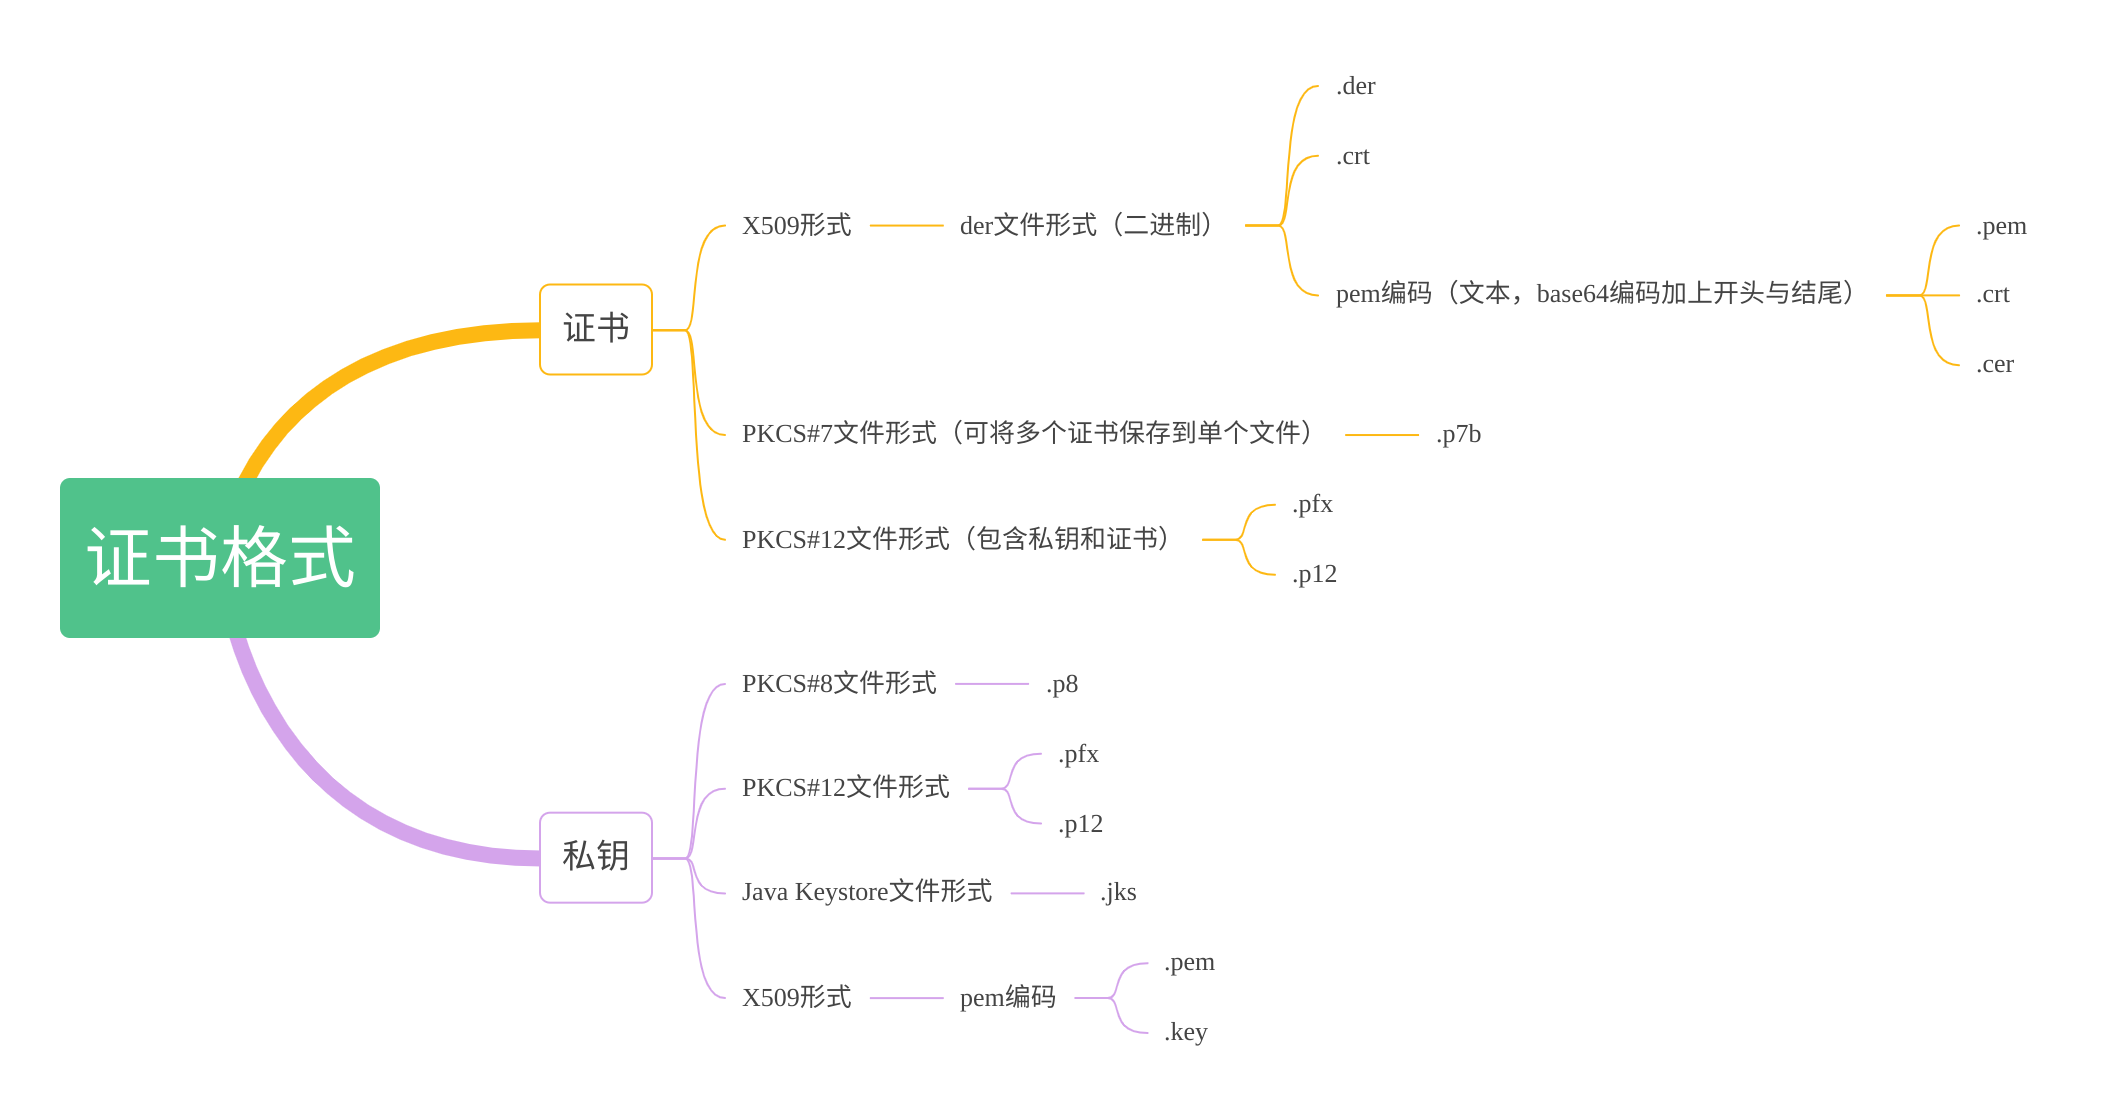 证书格式
证书
X509形式
der文件形式（二进制）
.der
.crt
pem编码（文本，base64编码加上开头与结尾）
.pem
.crt
.cer
PKCS#7文件形式（可将多个证书保存到单个文件）
.p7b
PKCS#12文件形式（包含私钥和证书）
.pfx
.p12
私钥
PKCS#8文件形式
.p8
PKCS#12文件形式
.pfx
.p12
Java Keystore文件形式
.jks
X509形式
pem编码
.pem
.key